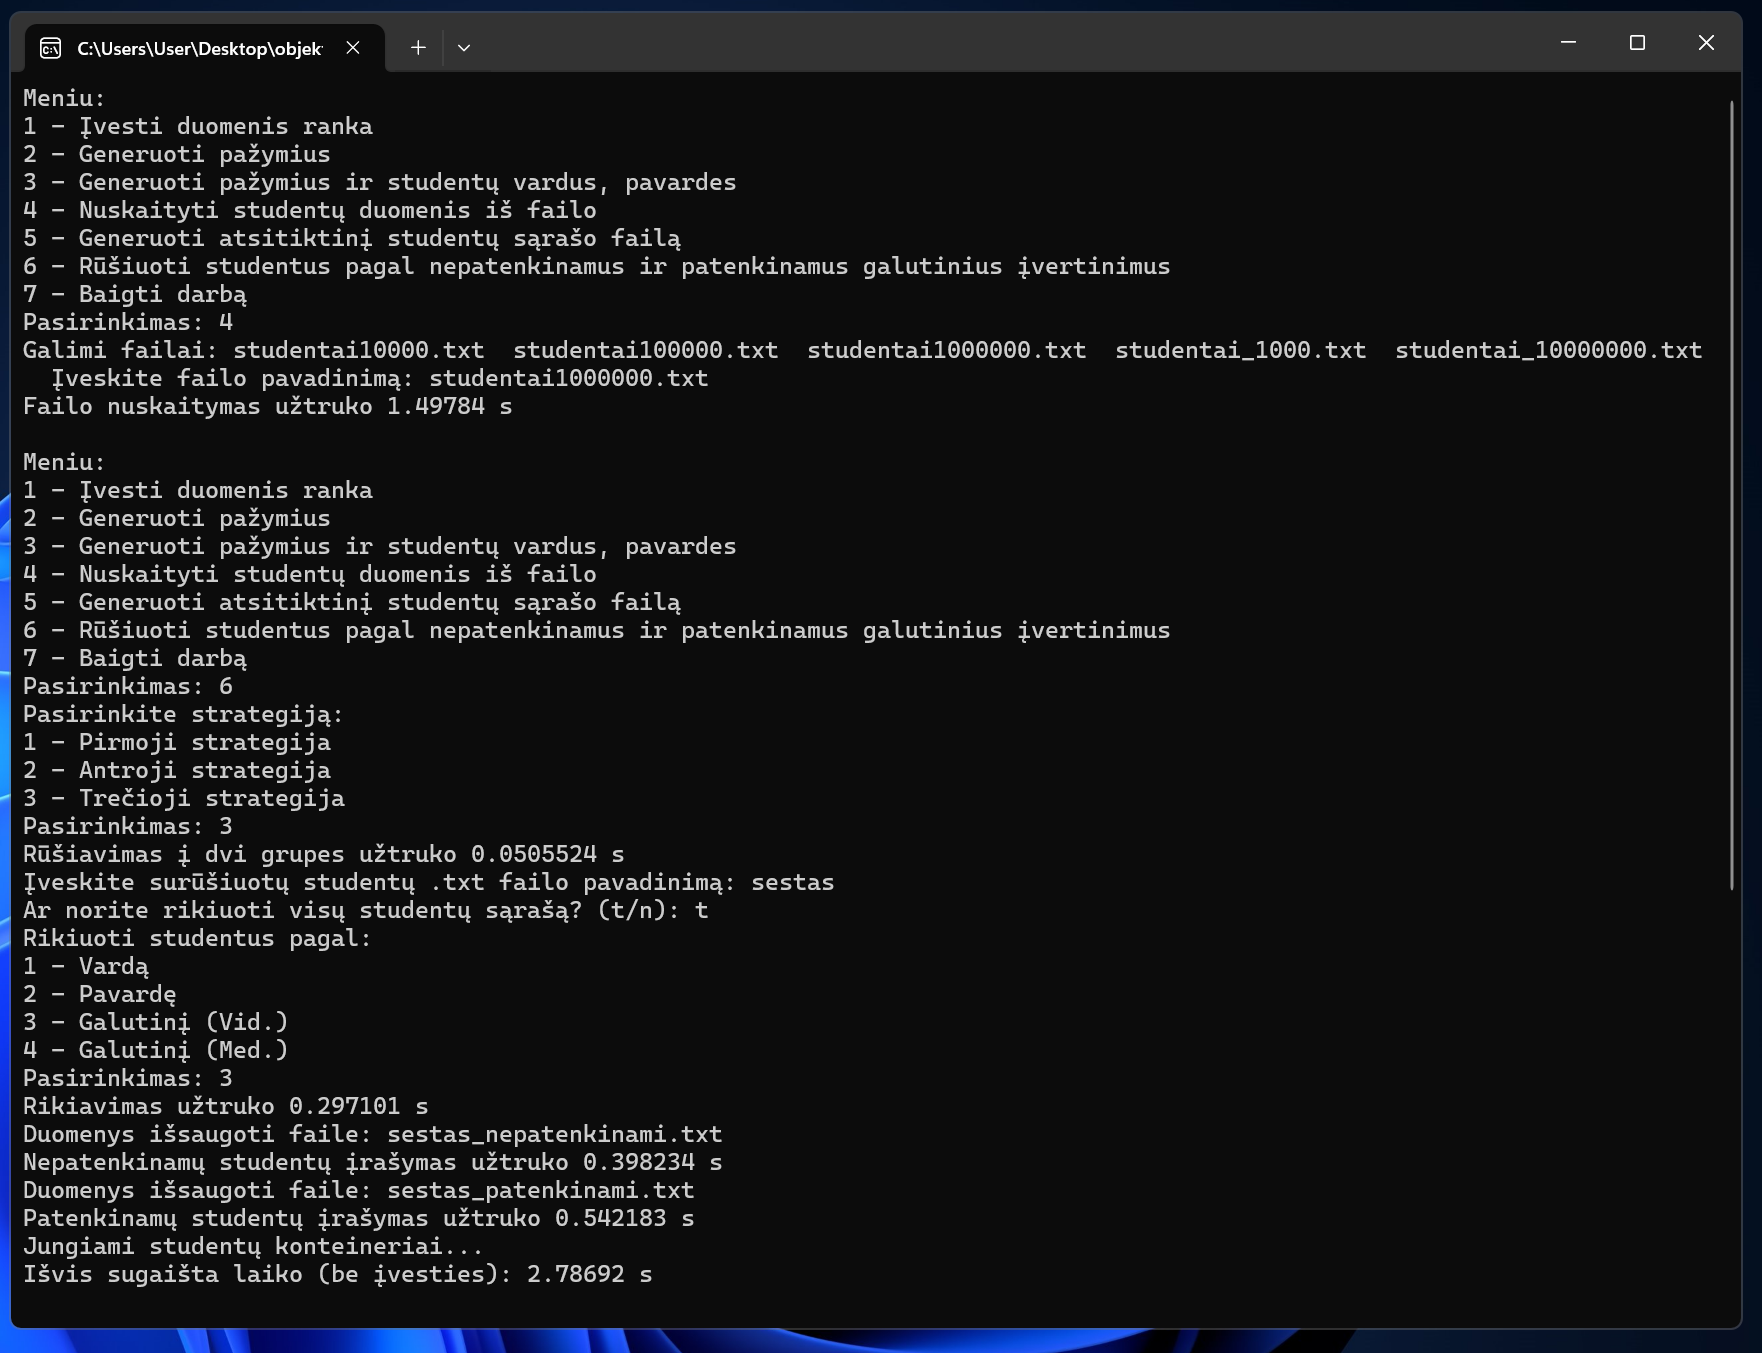 C:\Users\User\Desktop\objek
Meniu:
1 - Įvesti duomenis ranka
2 - Generuoti pažymius
3 - Generuoti pažymius ir studentų vardus, pavardes
4 - Nuskaityti studentų duomenis iš failo
5 - Generuoti atsitiktinį studentų sąrašo failą
6 - Rūšiuoti studentus pagal nepatenkinamus ir patenkinamus galutinius įvertinimus
7 - Baigti darbą
Pasirinkimas: 4
Galimi failai: studentai10000.txt  studentai100000.txt  studentai1000000.txt  studentai_1000.txt  studentai_10000000.txt
  Įveskite failo pavadinimą: studentai1000000.txt
Failo nuskaitymas užtruko 1.49784 s
Meniu:
1 - Įvesti duomenis ranka
2 - Generuoti pažymius
3 - Generuoti pažymius ir studentų vardus, pavardes
4 - Nuskaityti studentų duomenis iš failo
5 - Generuoti atsitiktinį studentų sąrašo failą
6 - Rūšiuoti studentus pagal nepatenkinamus ir patenkinamus galutinius įvertinimus
7 - Baigti darbą
Pasirinkimas: 6
Pasirinkite strategiją:
1 - Pirmoji strategija
2 - Antroji strategija
3 - Trečioji strategija
Pasirinkimas: 3
Rūšiavimas į dvi grupes užtruko 0.0505524 s
Įveskite surūšiuotų studentų .txt failo pavadinimą: sestas
Ar norite rikiuoti visų studentų sąrašą? (t/n): t
Rikiuoti studentus pagal:
1 - Vardą
2 - Pavardę
3 - Galutinį (Vid.)
4 - Galutinį (Med.)
Pasirinkimas: 3
Rikiavimas užtruko 0.297101 s
Duomenys išsaugoti faile: sestas_nepatenkinami.txt
Nepatenkinamų studentų įrašymas užtruko 0.398234 s
Duomenys išsaugoti faile: sestas_patenkinami.txt
Patenkinamų studentų įrašymas užtruko 0.542183 s
Jungiami studentų konteineriai...
Išvis sugaišta laiko (be įvesties): 2.78692 s